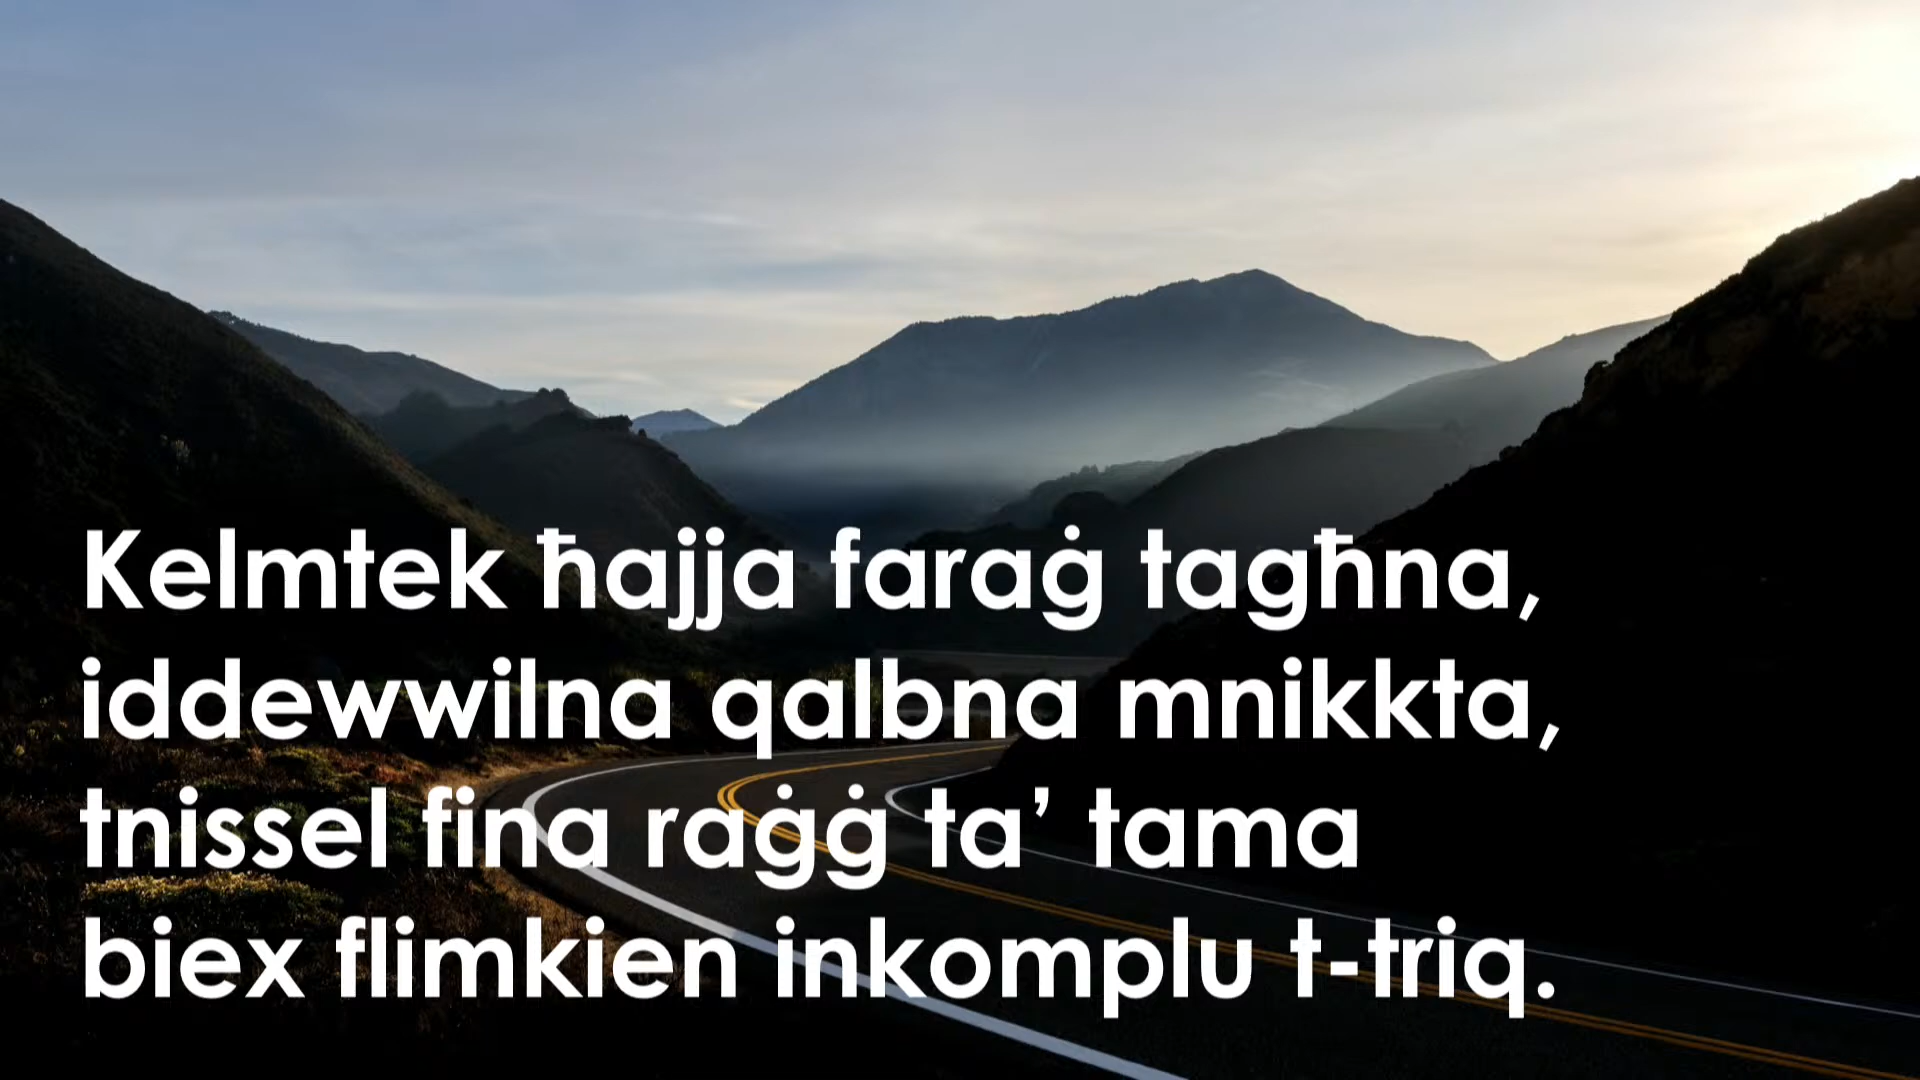 Kelmtek ħajja faraġ tagħna,
iddewwilna qalbna mnikkta,
tnissel fina raġġ ta’ tama
biex flimkien inkomplu t-triq.